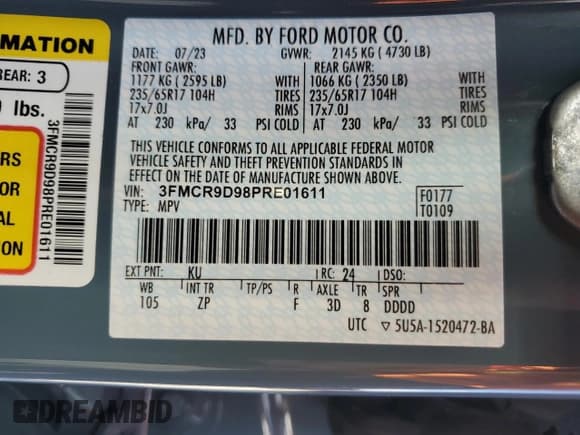 RMATION
REAR: 3
lbs.
3FMCR9D98PRE01611
ERS
OR
AL
ION
MFD. BY FORD MOTOR CO.
DATE: 07/23 GVWR: 2145 KG ( 4730 LB)
FRONT GAWR: REAR GAWR:
1177 KG ( 2595 LB) WITH 1066 KG ( 2350 LB) WITH
235/65R17 104H TIRES 235/65R17 104H TIRES
17x7.0J RIMS 17x7.0J RIMS
AT 230 kPa/ 33 PSI COLD AT 230 kPa/ 33 PSI COLD
THIS VEHICLE CONFORMS TO ALL APPLICABLE FEDERAL MOTOR
VEHICLE SAFETY AND THEFT PREVENTION STANDARDS IN
EFFECT ON THE DATE OF MANUFACTURE SHOWN ABOVE.
VIN: 3FMCR9D98PRE01611 F0177
TYPE: MPV T0109
EXT PNT: KU RC: 24 DSO:
WB INT TR TP/PS R AXLE TR SPR
105 ZP F 3D 8 DDDD
UTC ▽ 5U5A-1520472-BA
DREAMBID